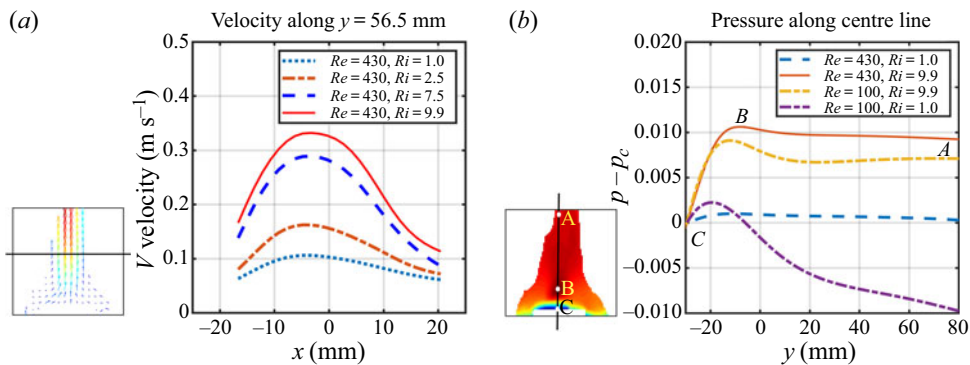 (a)
Velocity along y = 56.5 mm
V velocity (m s⁻¹)
0.5
0.4
0.3
0.2
0.1
0
Re = 430, Ri = 1.0
Re = 430, Ri = 2.5
Re = 430, Ri = 7.5
Re = 430, Ri = 9.9
−20 −10 0 10 20
x (mm)
(b)
Pressure along centre line
p – pc
0.020
0.015
0.010
0.005
0
−0.005
−0.010
Re = 430, Ri = 1.0
Re = 430, Ri = 9.9
Re = 100, Ri = 9.9
Re = 100, Ri = 1.0
B
A
C
A
B
C
−20 0 20 40 60 80
y (mm)